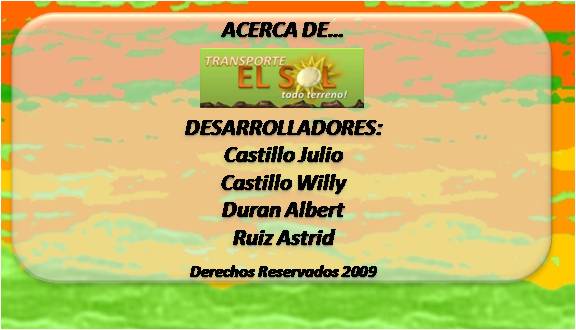 ACERCA DE...
TRANSPORTE
EL SOL
todo terreno!
DESARROLLADORES:
Castillo Julio
Castillo Willy
Duran Albert
Ruiz Astrid
Derechos Reservados 2009